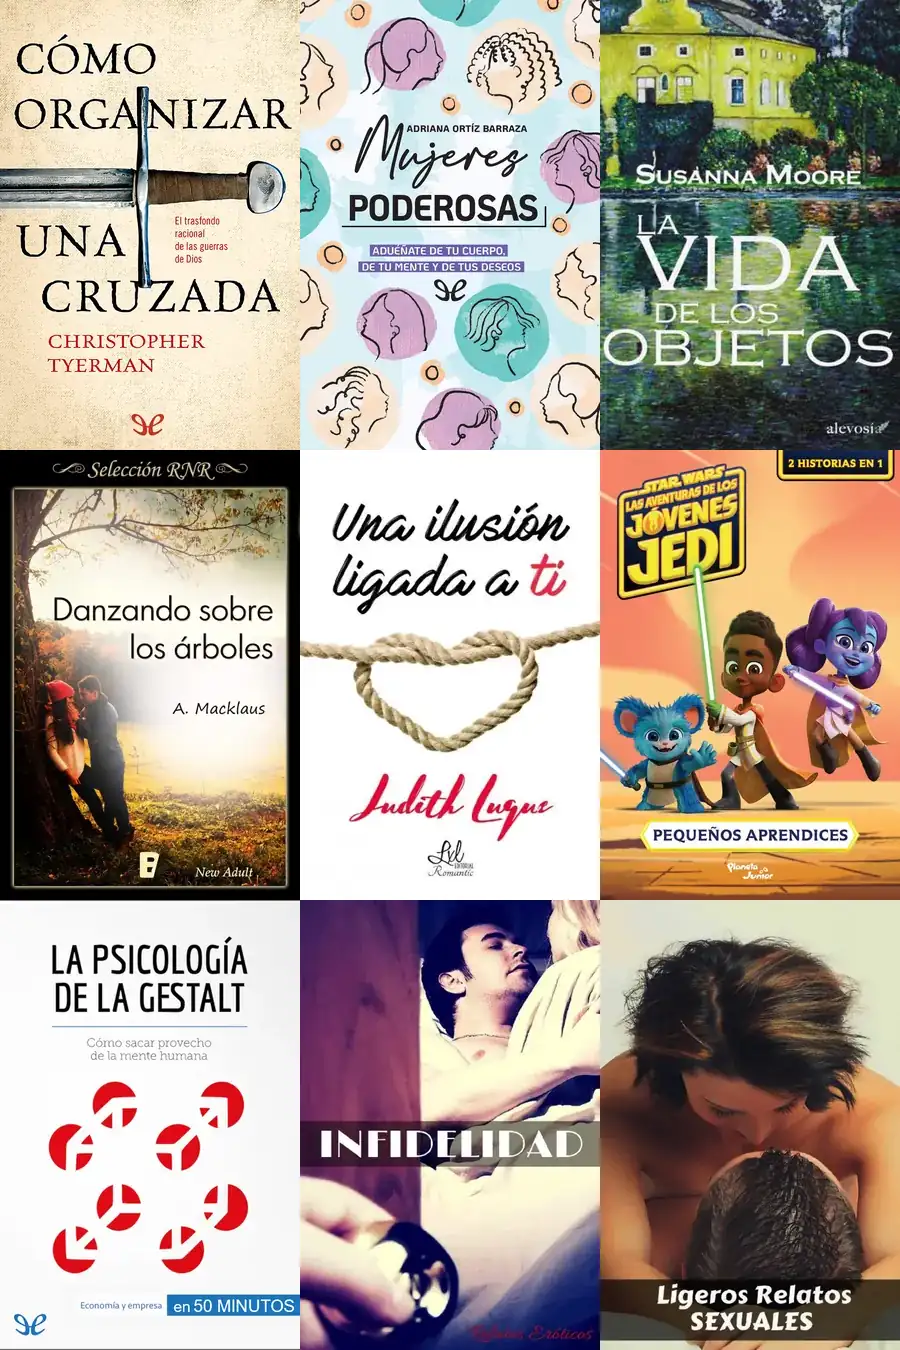 CÓMO
ORGANIZAR
UNA
CRUZADA
El trasfondo
racional
de las guerras
de Dios
CHRISTOPHER
TYERMAN
ADRIANA ORTÍZ BARRAZA
Mujeres
PODEROSAS
ADUÉÑATE DE TU CUERPO,
DE TU MENTE Y DE TUS DESEOS
SUSANNA MOORE
LA
VIDA
DE LOS
OBJETOS
alevosía
Selección RNR
Danzando sobre
los árboles
A. Macklaus
B
New Adult
Una ilusión
ligada a ti
Judith Luque
LxL
EDITORIAL
Romantic
2 HISTORIAS EN 1
STAR WARS
LAS AVENTURAS DE LOS
JÓVENES
JEDI
PEQUEÑOS APRENDICES
Planeta
Junior
LA PSICOLOGÍA
DE LA GESTALT
Cómo sacar provecho
de la mente humana
Economía y empresa en 50 MINUTOS
INFIDELIDAD
Relatos Eróticos
Ligeros Relatos
SEXUALES